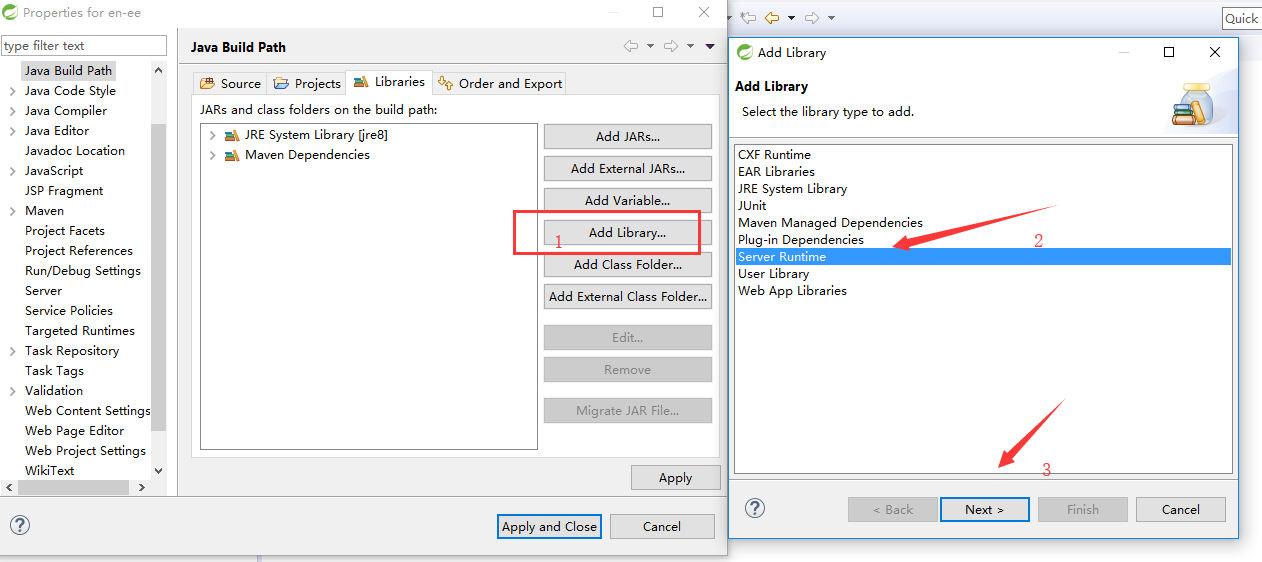 Properties for en-ee
type filter text
Java Build Path
Java Code Style
Java Compiler
Java Editor
Javadoc Location
JavaScript
JSP Fragment
Maven
Project Facets
Project References
Run/Debug Settings
Server
Service Policies
Targeted Runtimes
Task Repository
Task Tags
Validation
Web Content Settings
Web Page Editor
Web Project Settings
WikiText
Java Build Path
Source
Projects
Libraries
Order and Export
JARs and class folders on the build path:
JRE System Library [jre8]
Maven Dependencies
Add JARs...
Add External JARs...
Add Variable...
Add Library...
1
Add Class Folder...
Add External Class Folder...
Edit...
Remove
Migrate JAR File...
Apply
Apply and Close
Cancel
Quick
Add Library
Add Library
Select the library type to add.
CXF Runtime
EAR Libraries
JRE System Library
JUnit
Maven Managed Dependencies
Plug-in Dependencies
2
Server Runtime
User Library
Web App Libraries
3
< Back
Next >
Finish
Cancel